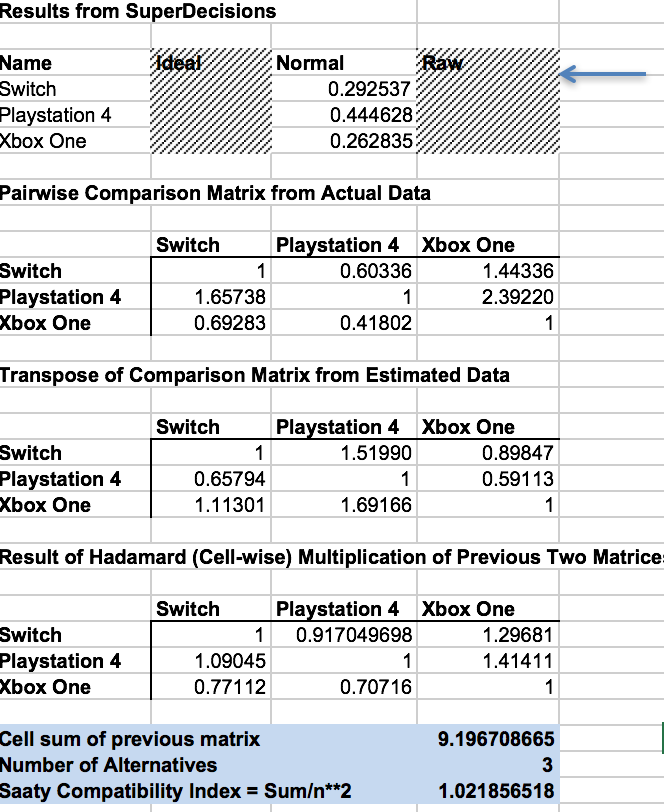 Results from SuperDecisions
Name Ideal Normal Raw
Switch 0.292537
Playstation 4 0.444628
Xbox One 0.262835
Pairwise Comparison Matrix from Actual Data
Switch Playstation 4 Xbox One
Switch 1 0.60336 1.44336
Playstation 4 1.65738 1 2.39220
Xbox One 0.69283 0.41802 1
Transpose of Comparison Matrix from Estimated Data
Switch Playstation 4 Xbox One
Switch 1 1.51990 0.89847
Playstation 4 0.65794 1 0.59113
Xbox One 1.11301 1.69166 1
Result of Hadamard (Cell-wise) Multiplication of Previous Two Matrice
Switch Playstation 4 Xbox One
Switch 1 0.917049698 1.29681
Playstation 4 1.09045 1 1.41411
Xbox One 0.77112 0.70716 1
Cell sum of previous matrix 9.196708665
Number of Alternatives 3
Saaty Compatibility Index = Sum/n**2 1.021856518